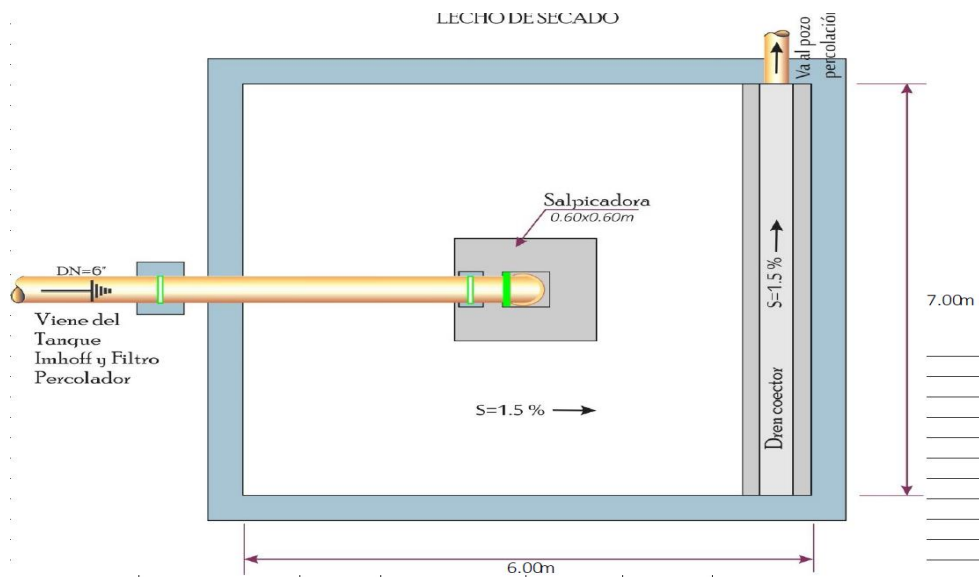 LECHO DE SECADO
Va al pozo
percolació
Salpicadora
0.60x0.60m
DN=6"
Viene del
Tanque
Imhoff y Filtro
Percolador
S=1.5 %
S=1.5 %
Dren coector
7.00m
6.00m